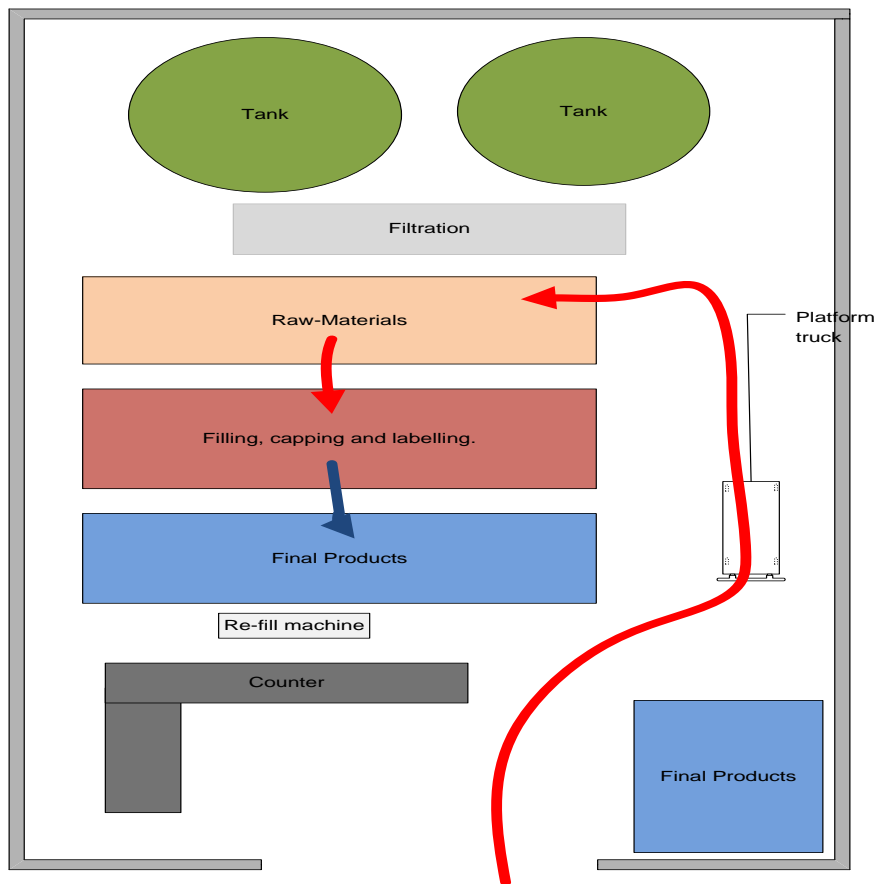 Tank
Tank
Filtration
Raw-Materials
Platform
truck
Filling, capping and labelling.
Final Products
Re-fill machine
Counter
Final Products